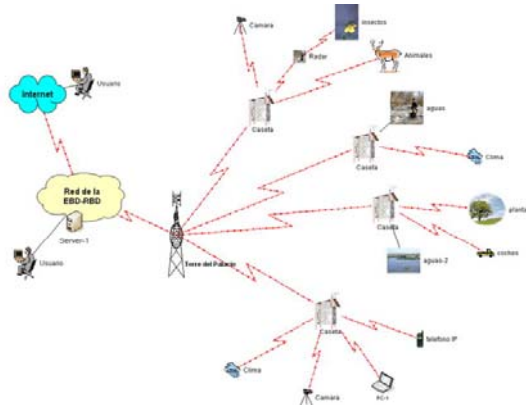 Camara
insectos
Radar
Animales
Usuario
Internet
Caseta
aguas
Caseta
Clima
Red de la
EBD-RBD
Server-1
planta
Caseta
coches
Usuario
Torre del Palacio
aguas-2
Caseta
telefono IP
Clima
Camara
PC-1